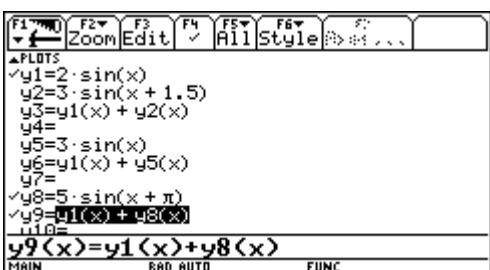 F1 F2 F3 F4 F5 F6
Zoom Edit ✓ All Style
▲PLOTS
✓y1=2·sin(x)
y2=3·sin(x + 1.5)
y3=y1(x) + y2(x)
y4=
y5=3·sin(x)
y6=y1(x) + y5(x)
y7=
✓y8=5·sin(x + π)
✓y9=y1(x) + y8(x)
y10=
y9(x)=y1(x)+y8(x)
MAIN RAD AUTO FUNC